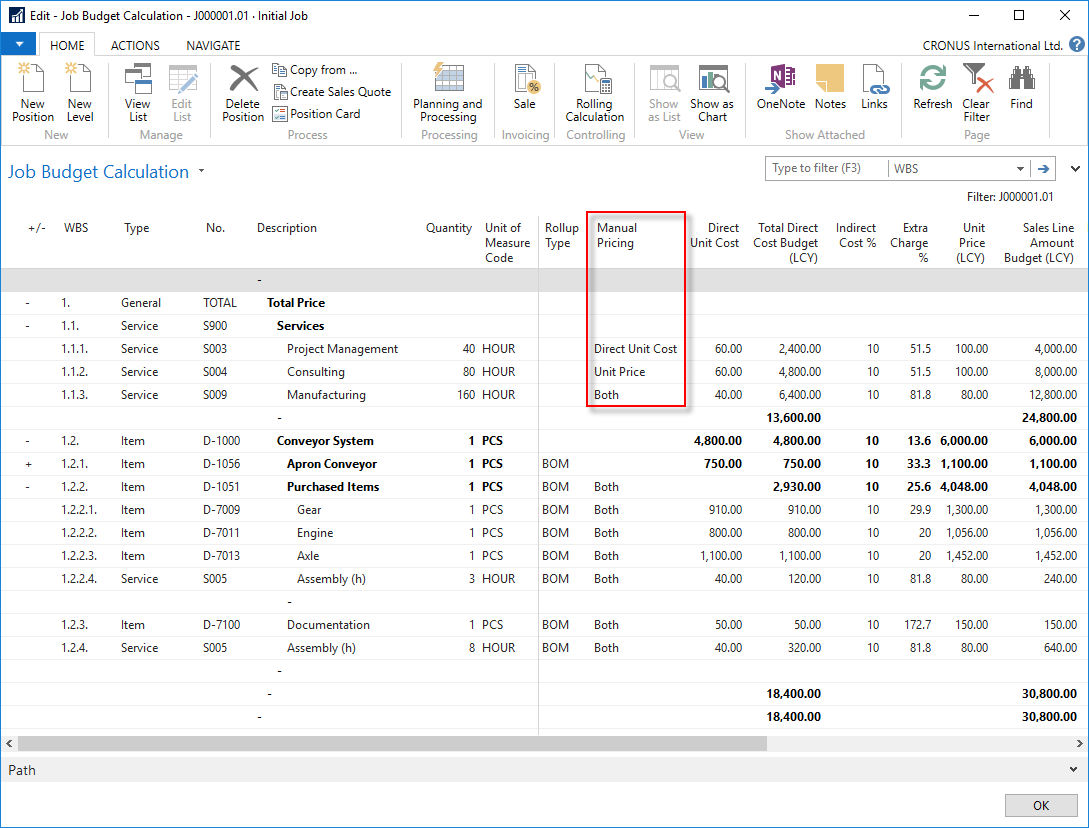 Edit - Job Budget Calculation - J000001.01 · Initial Job
HOME ACTIONS NAVIGATE CRONUS International Ltd. ?
New Position
New Level
New
View List
Edit List
Manage
Delete Position
Copy from ...
Create Sales Quote
Position Card
Process
Planning and Processing
Processing
Sale
Invoicing
Rolling Calculation
Controlling
Show as List
Show as Chart
View
OneNote
Notes
Links
Show Attached
Refresh
Clear Filter
Find
Page
Job Budget Calculation
Type to filter (F3) WBS
Filter: J000001.01
+/- WBS Type No. Description Quantity Unit of Measure Code Rollup Type Manual Pricing Direct Unit Cost Total Direct Cost Budget (LCY) Indirect Cost % Extra Charge % Unit Price (LCY) Sales Line Amount Budget (LCY)
-
- 1. General TOTAL Total Price
- 1.1. Service S900 Services
1.1.1. Service S003 Project Management 40 HOUR Direct Unit Cost 60.00 2,400.00 10 51.5 100.00 4,000.00
1.1.2. Service S004 Consulting 80 HOUR Unit Price 60.00 4,800.00 10 51.5 100.00 8,000.00
1.1.3. Service S009 Manufacturing 160 HOUR Both 40.00 6,400.00 10 81.8 80.00 12,800.00
- 13,600.00 24,800.00
- 1.2. Item D-1000 Conveyor System 1 PCS 4,800.00 4,800.00 10 13.6 6,000.00 6,000.00
+ 1.2.1. Item D-1056 Apron Conveyor 1 PCS BOM 750.00 750.00 10 33.3 1,100.00 1,100.00
- 1.2.2. Item D-1051 Purchased Items 1 PCS BOM Both 2,930.00 10 25.6 4,048.00 4,048.00
1.2.2.1. Item D-7009 Gear 1 PCS BOM Both 910.00 910.00 10 29.9 1,300.00 1,300.00
1.2.2.2. Item D-7011 Engine 1 PCS BOM Both 800.00 800.00 10 20 1,056.00 1,056.00
1.2.2.3. Item D-7013 Axle 1 PCS BOM Both 1,100.00 1,100.00 10 20 1,452.00 1,452.00
1.2.2.4. Service S005 Assembly (h) 3 HOUR BOM Both 40.00 120.00 10 81.8 80.00 240.00
-
1.2.3. Item D-7100 Documentation 1 PCS BOM Both 50.00 50.00 10 172.7 150.00 150.00
1.2.4. Service S005 Assembly (h) 8 HOUR BOM Both 40.00 320.00 10 81.8 80.00 640.00
-
- 18,400.00 30,800.00
- 18,400.00 30,800.00
Path
OK